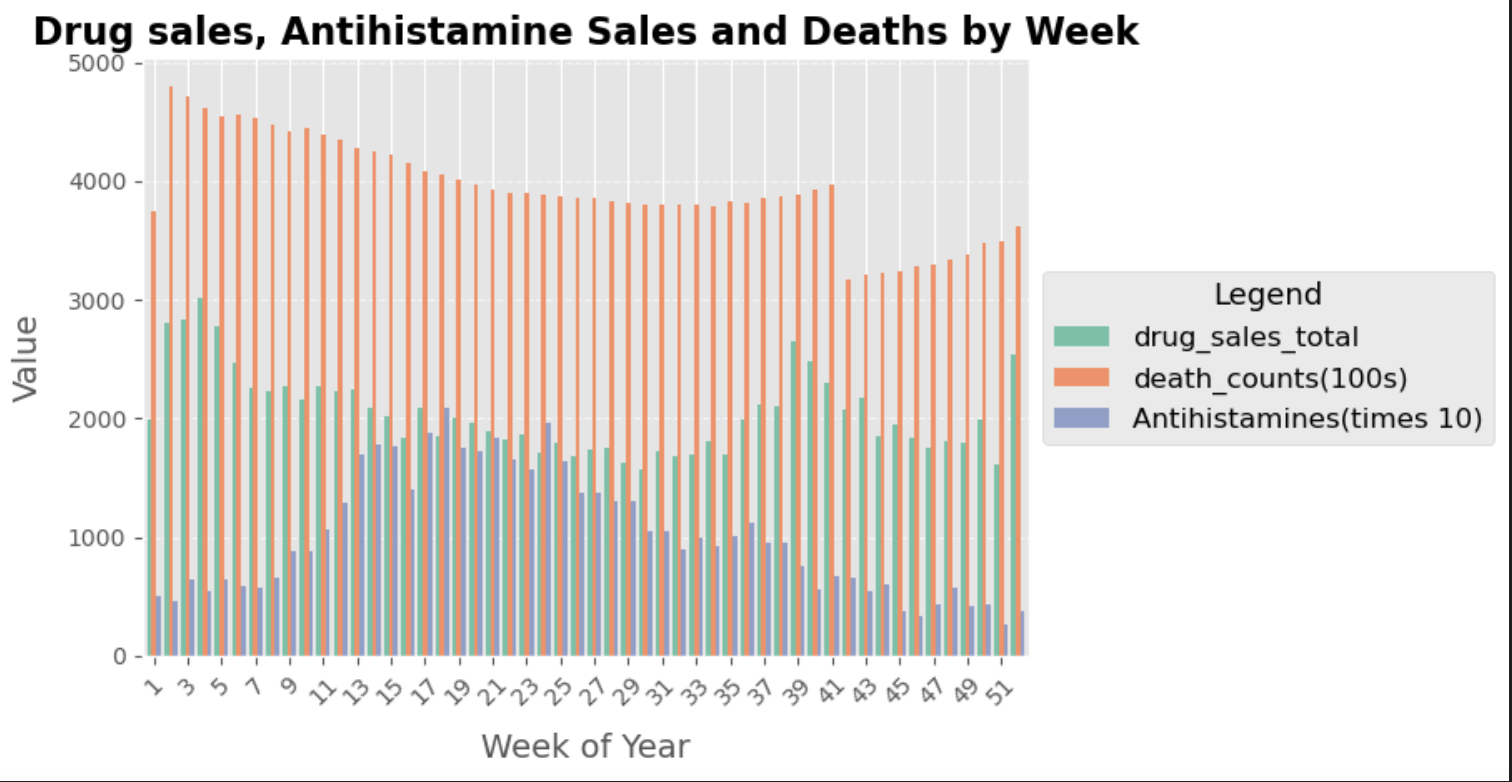 Drug sales, Antihistamine Sales and Deaths by Week
5000
4000
3000
2000
1000
0
Value
1 3 5 7 9 11 13 15 17 19 21 23 25 27 29 31 33 35 37 39 41 43 45 47 49 51
Week of Year
Legend
drug_sales_total
death_counts(100s)
Antihistamines(times 10)